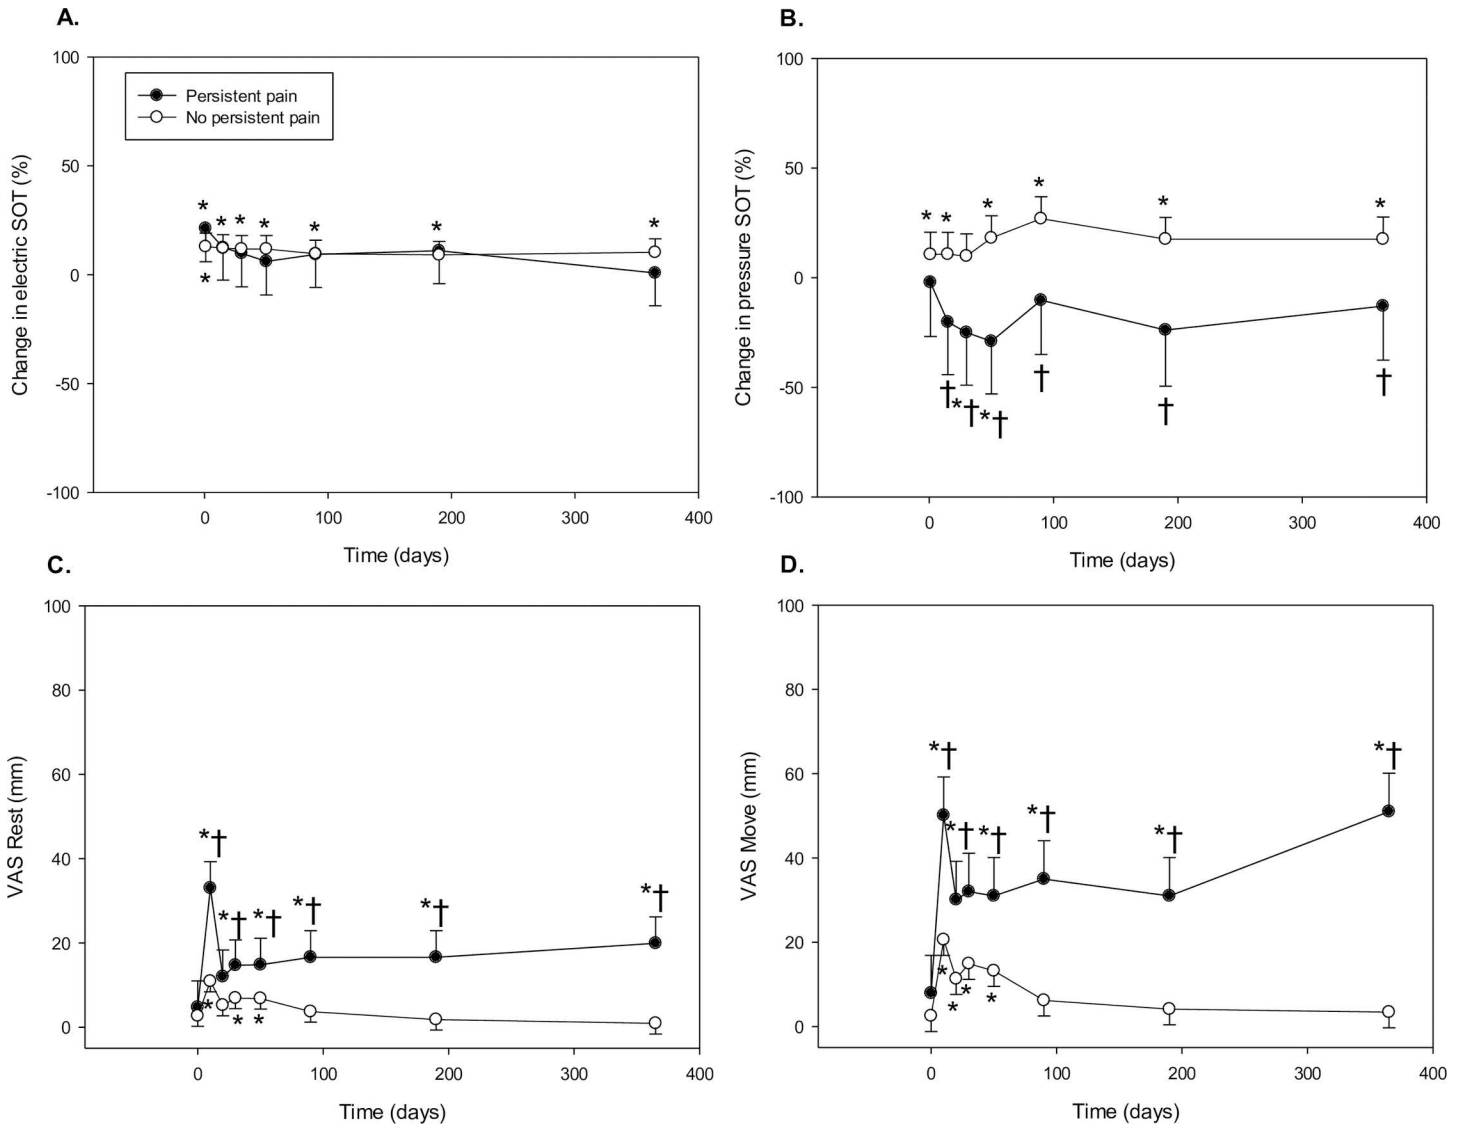 A.
100
50
0
-50
-100
Change in electric SOT (%)
Persistent pain
No persistent pain
* * * * * * *
*
0 100 200 300 400
Time (days)
B.
100
50
0
-50
-100
Change in pressure SOT (%)
* * * * * *
† *† *† † † †
0 100 200 300 400
Time (days)
C.
100
80
60
40
20
0
VAS Rest (mm)
*† *† *† *† *† *†
* * *
0 100 200 300 400
Time (days)
D.
100
80
60
40
20
0
VAS Move (mm)
*† *† *† *† *† *†
* * * *
0 100 200 300 400
Time (days)